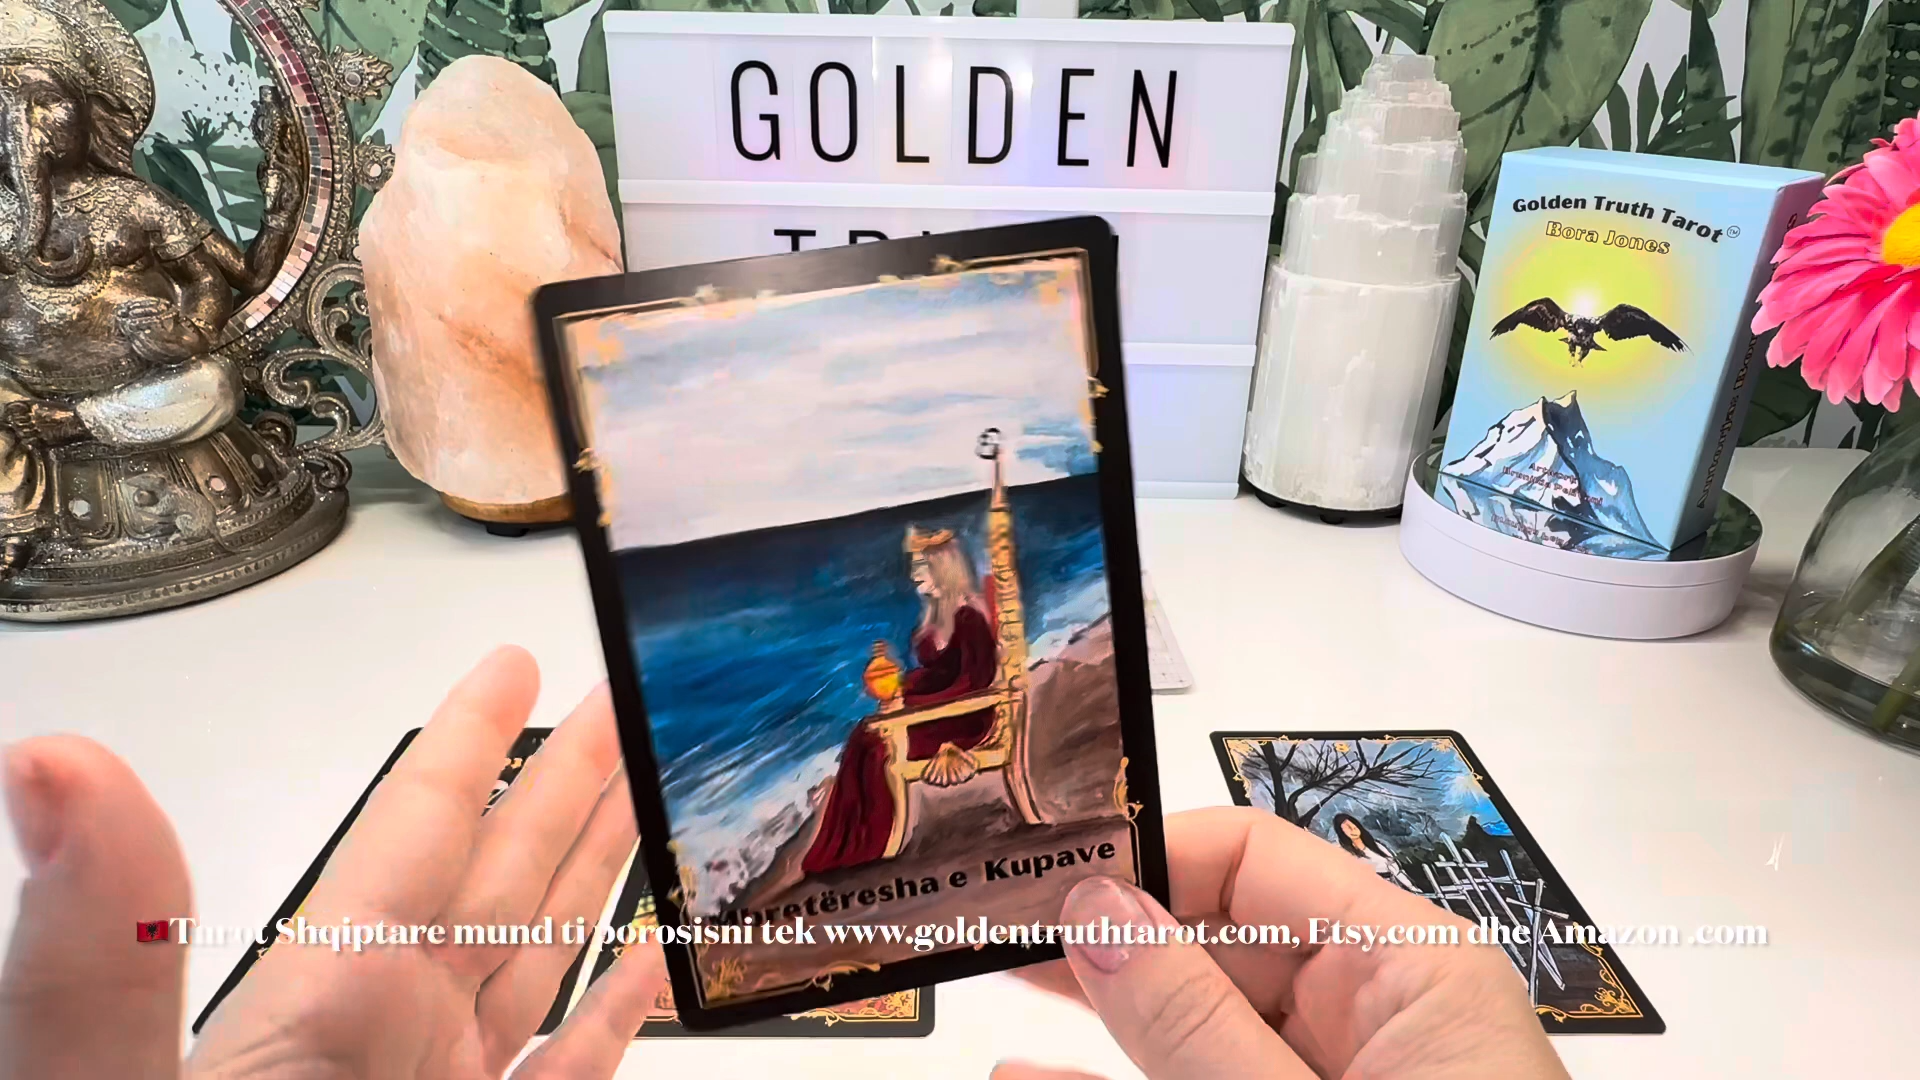 GOLDEN
Golden Truth Tarot™
Bora Jones
Mbretëresha e Kupave
🇦🇱Tarot Shqiptare mund ti porosisni tek www.goldentruthtarot.com, Etsy.com dhe Amazon .com